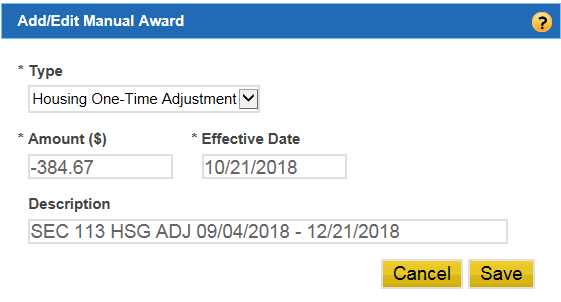 Add/Edit Manual Award ?
* Type
Housing One-Time Adjustment
* Amount ($) * Effective Date
-384.67 10/21/2018
Description
SEC 113 HSG ADJ 09/04/2018 - 12/21/2018
Cancel Save